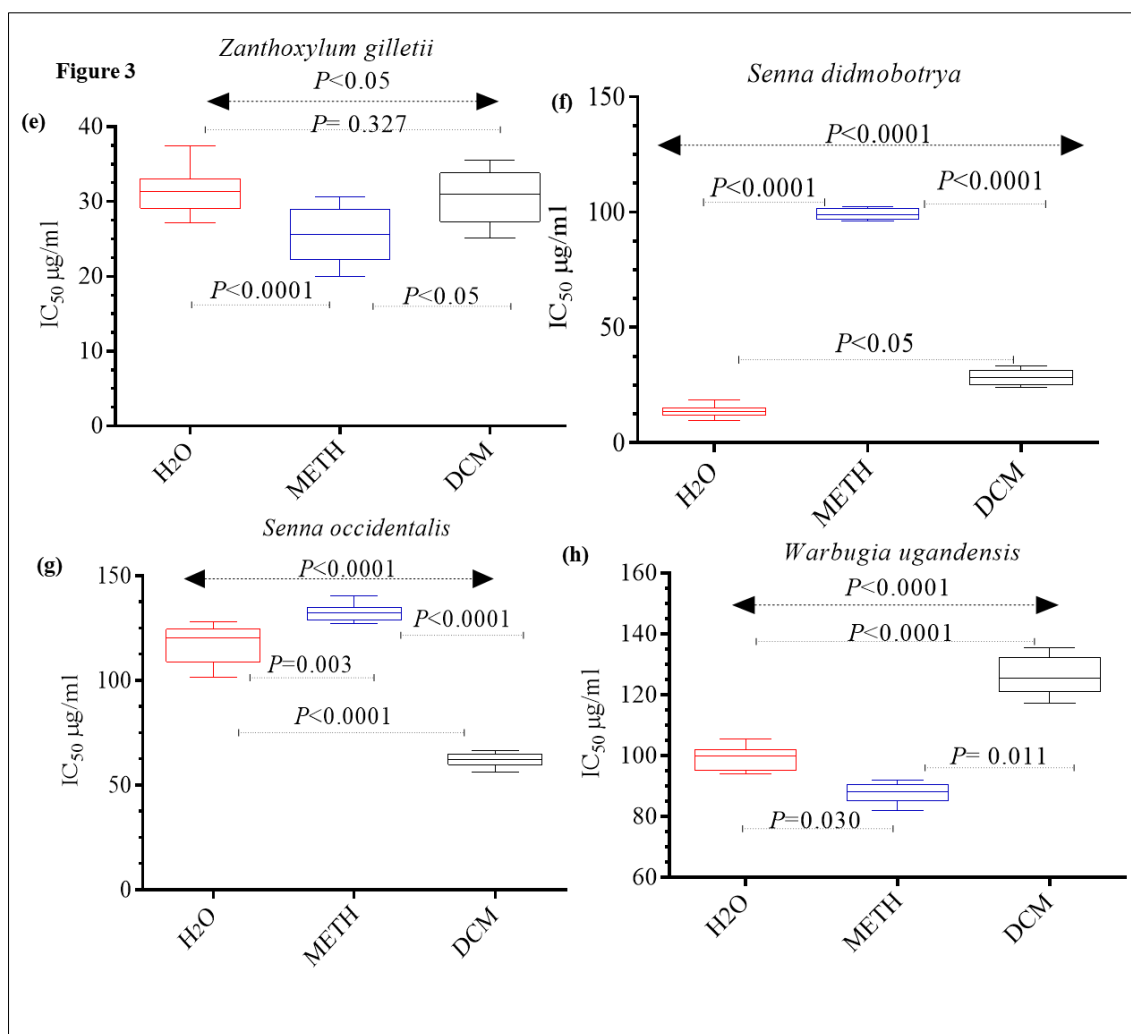 Figure 3
Zanthoxylum gilletii
P<0.05
(e)
P= 0.327
40
30
20
10
0
IC50 µg/ml
P<0.0001
P<0.05
H2O
METH
DCM
Senna didmobotrya
(f)
150
100
50
0
IC50 µg/ml
P<0.0001
P<0.0001
P<0.0001
P<0.05
H2O
METH
DCM
Senna occidentalis
(g)
150
100
50
0
IC50 µg/ml
P<0.0001
P<0.0001
P=0.003
P<0.0001
H2O
METH
DCM
Warbugia ugandensis
(h)
160
140
120
100
80
60
IC50 µg/ml
P<0.0001
P<0.0001
P= 0.011
P=0.030
H2O
METH
DCM